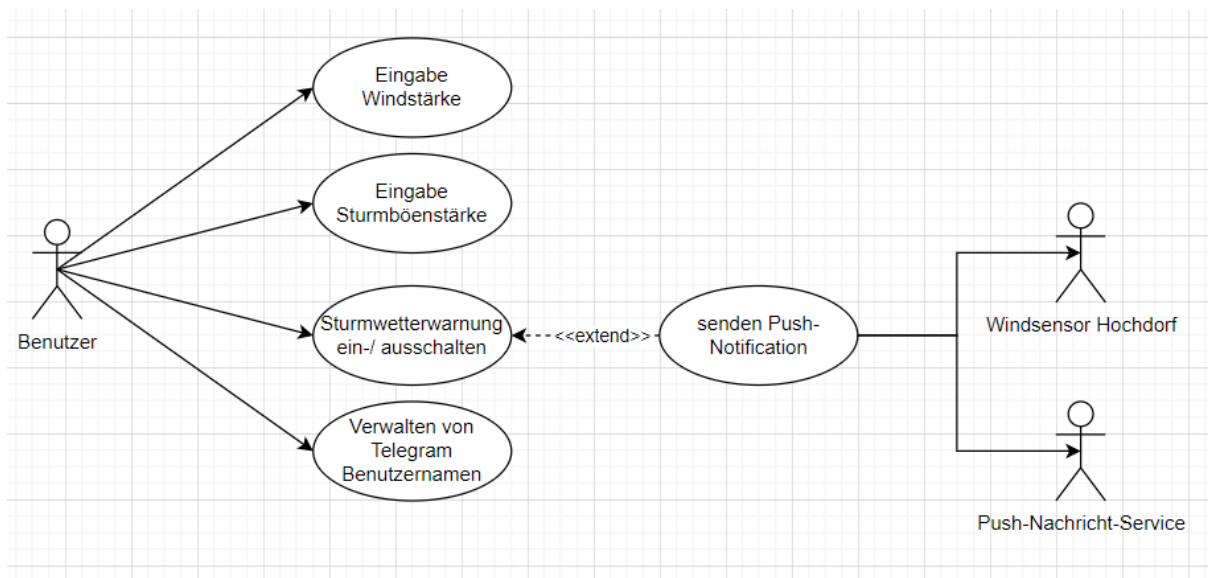 Eingabe
Windstärke
Eingabe
Sturmböenstärke
Benutzer
Sturmwetterwarnung
ein-/ ausschalten
<<extend>>
senden Push-
Notification
Windsensor Hochdorf
Verwalten von
Telegram
Benutzernamen
Push-Nachricht-Service